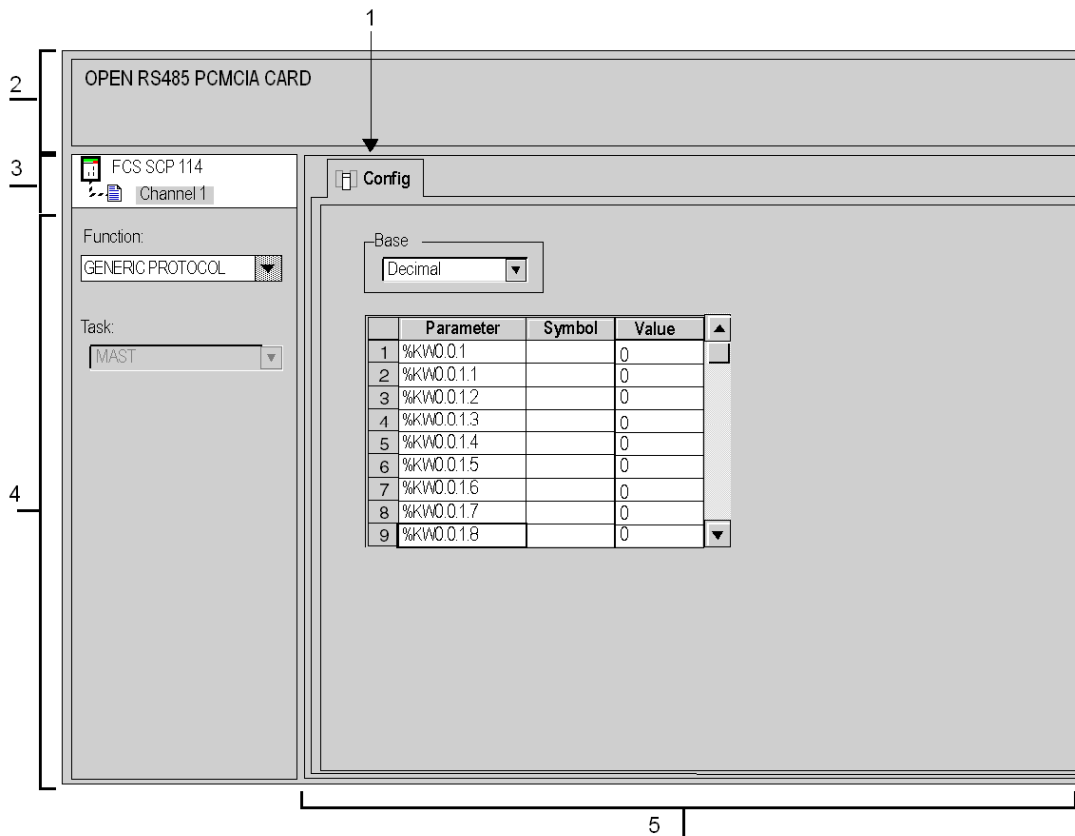 1
2
OPEN RS485 PCMCIA CARD
3
FCS SCP 114
Channel 1
Config
Function:
GENERIC PROTOCOL
Base
Decimal
Task:
MAST
Parameter Symbol Value
1 %KW0.0.1 0
2 %KW0.0.1.1 0
3 %KW0.0.1.2 0
4 %KW0.0.1.3 0
5 %KW0.0.1.4 0
6 %KW0.0.1.5 0
7 %KW0.0.1.6 0
8 %KW0.0.1.7 0
9 %KW0.0.1.8 0
4
5